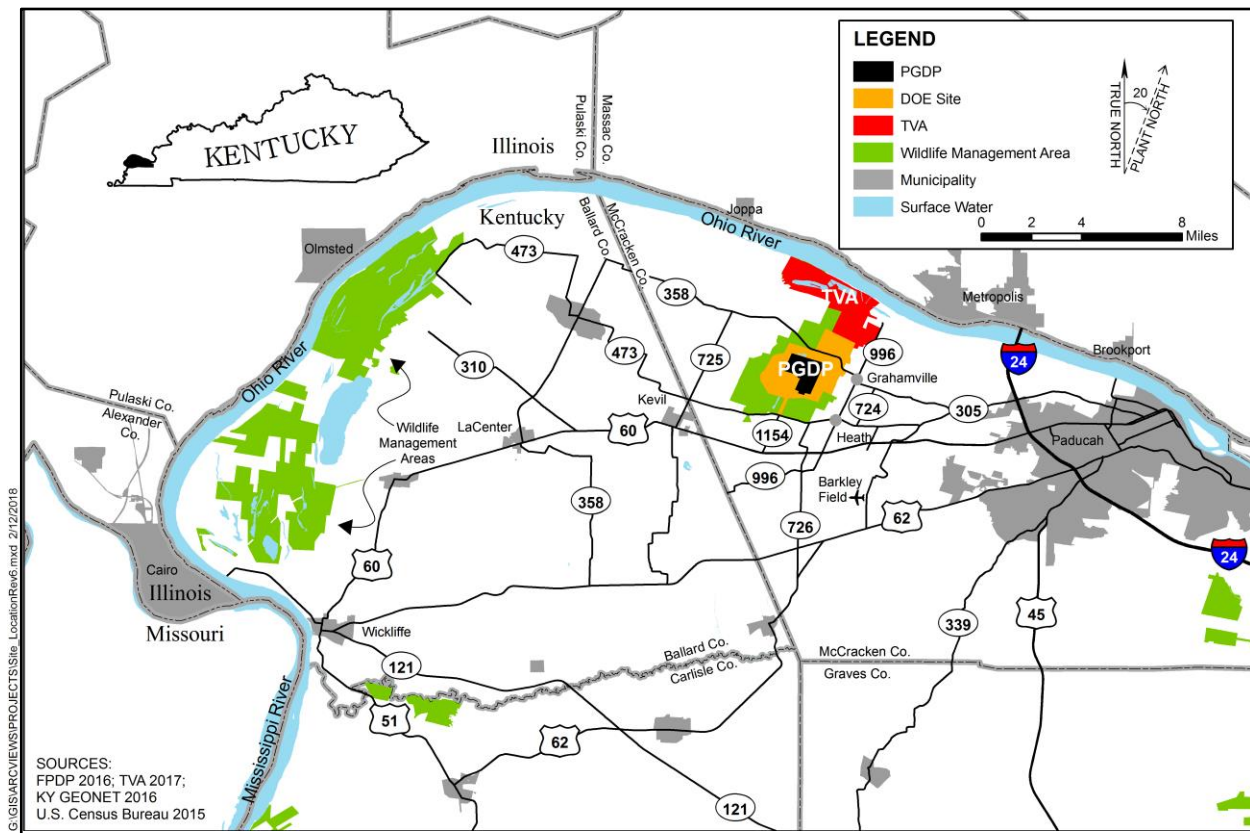 LEGEND
PGDP
DOE Site
TVA
Wildlife Management Area
Municipality
Surface Water
TRUE NORTH
20
PLANT NORTH
0 4 8
Miles
KENTUCKY
Illinois
Pulaski Co.
Massac Co.
Kentucky
Ballard Co.
McCracken Co.
Joppa
Ohio River
Olmsted
473
358
TVA
Metropolis
24
Brookport
Ohio River
310
473
725
PGDP
996
Grahamville
Pulaski Co.
Alexander Co.
Wildlife
Management
Areas
LaCenter
Kevil
60
1154
724
305
Heath
Paducah
996
Barkley
Field
358
726
62
24
60
Cairo
Illinois
Missouri
Wickliffe
339
45
121
Ballard Co.
Carlisle Co.
McCracken Co.
Graves Co.
51
62
121
Mississippi River
SOURCES:
FPDP 2016; TVA 2017;
KY GEONET 2016
U.S. Census Bureau 2015
G:\GIS\ARCVIEWS\PROJECTS\Site_LocationRev6.mxd 2/12/2018